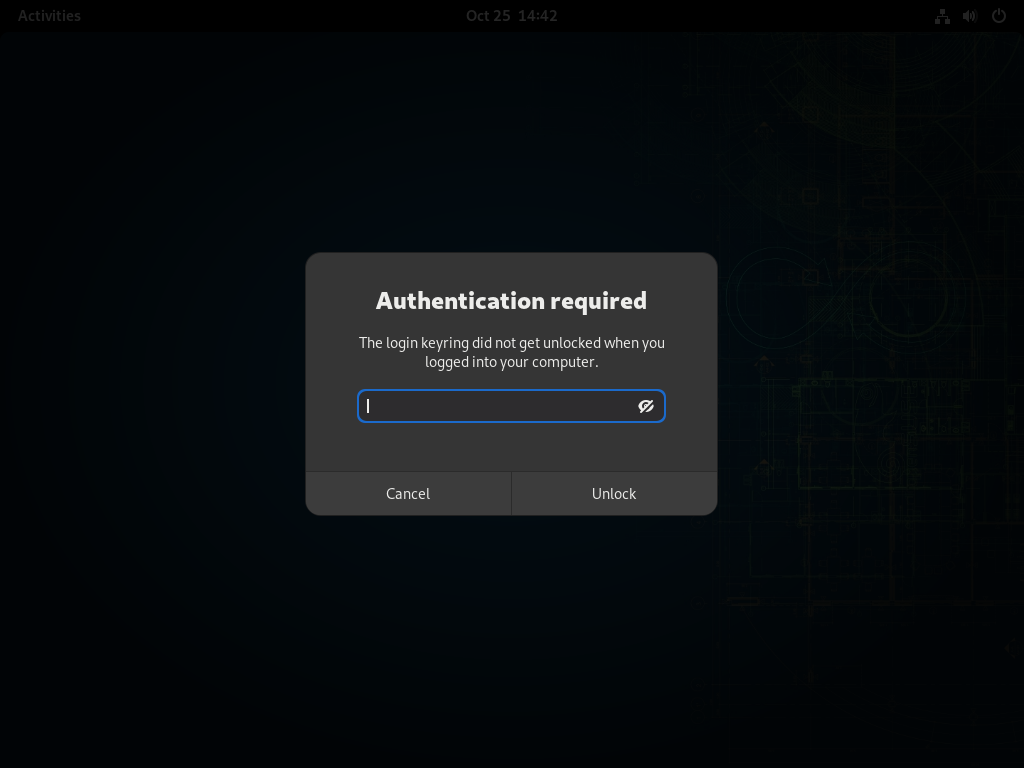 Activities
Oct 25 14:42
Authentication required
The login keyring did not get unlocked when you
logged into your computer.
Cancel
Unlock